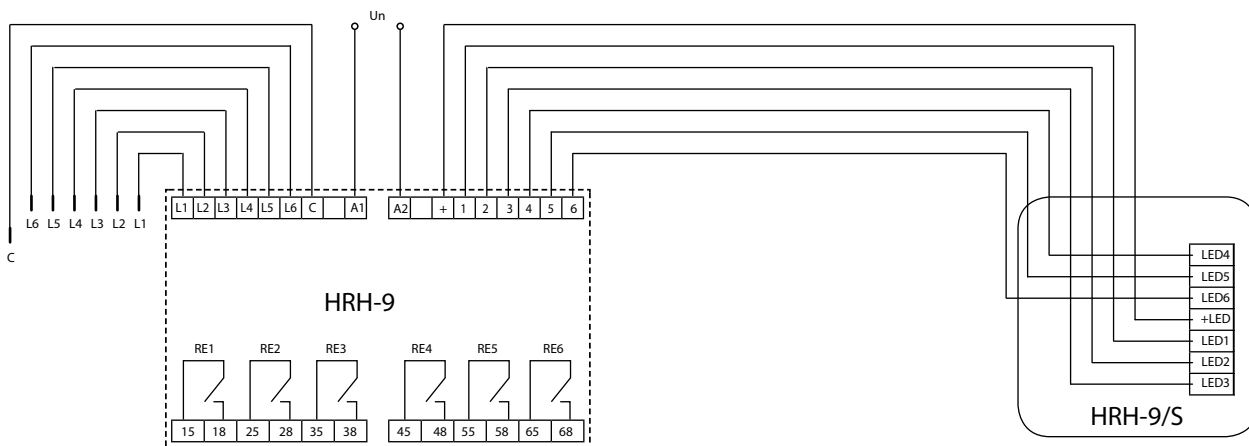 Un
L6 L5 L4 L3 L2 L1
C
L1 L2 L3 L4 L5 L6 C A1 A2 + 1 2 3 4 5 6
HRH-9
RE1 RE2 RE3 RE4 RE5 RE6
15 18 25 28 35 38 45 48 55 58 65 68
LED4
LED5
LED6
+LED
LED1
LED2
LED3
HRH-9/S